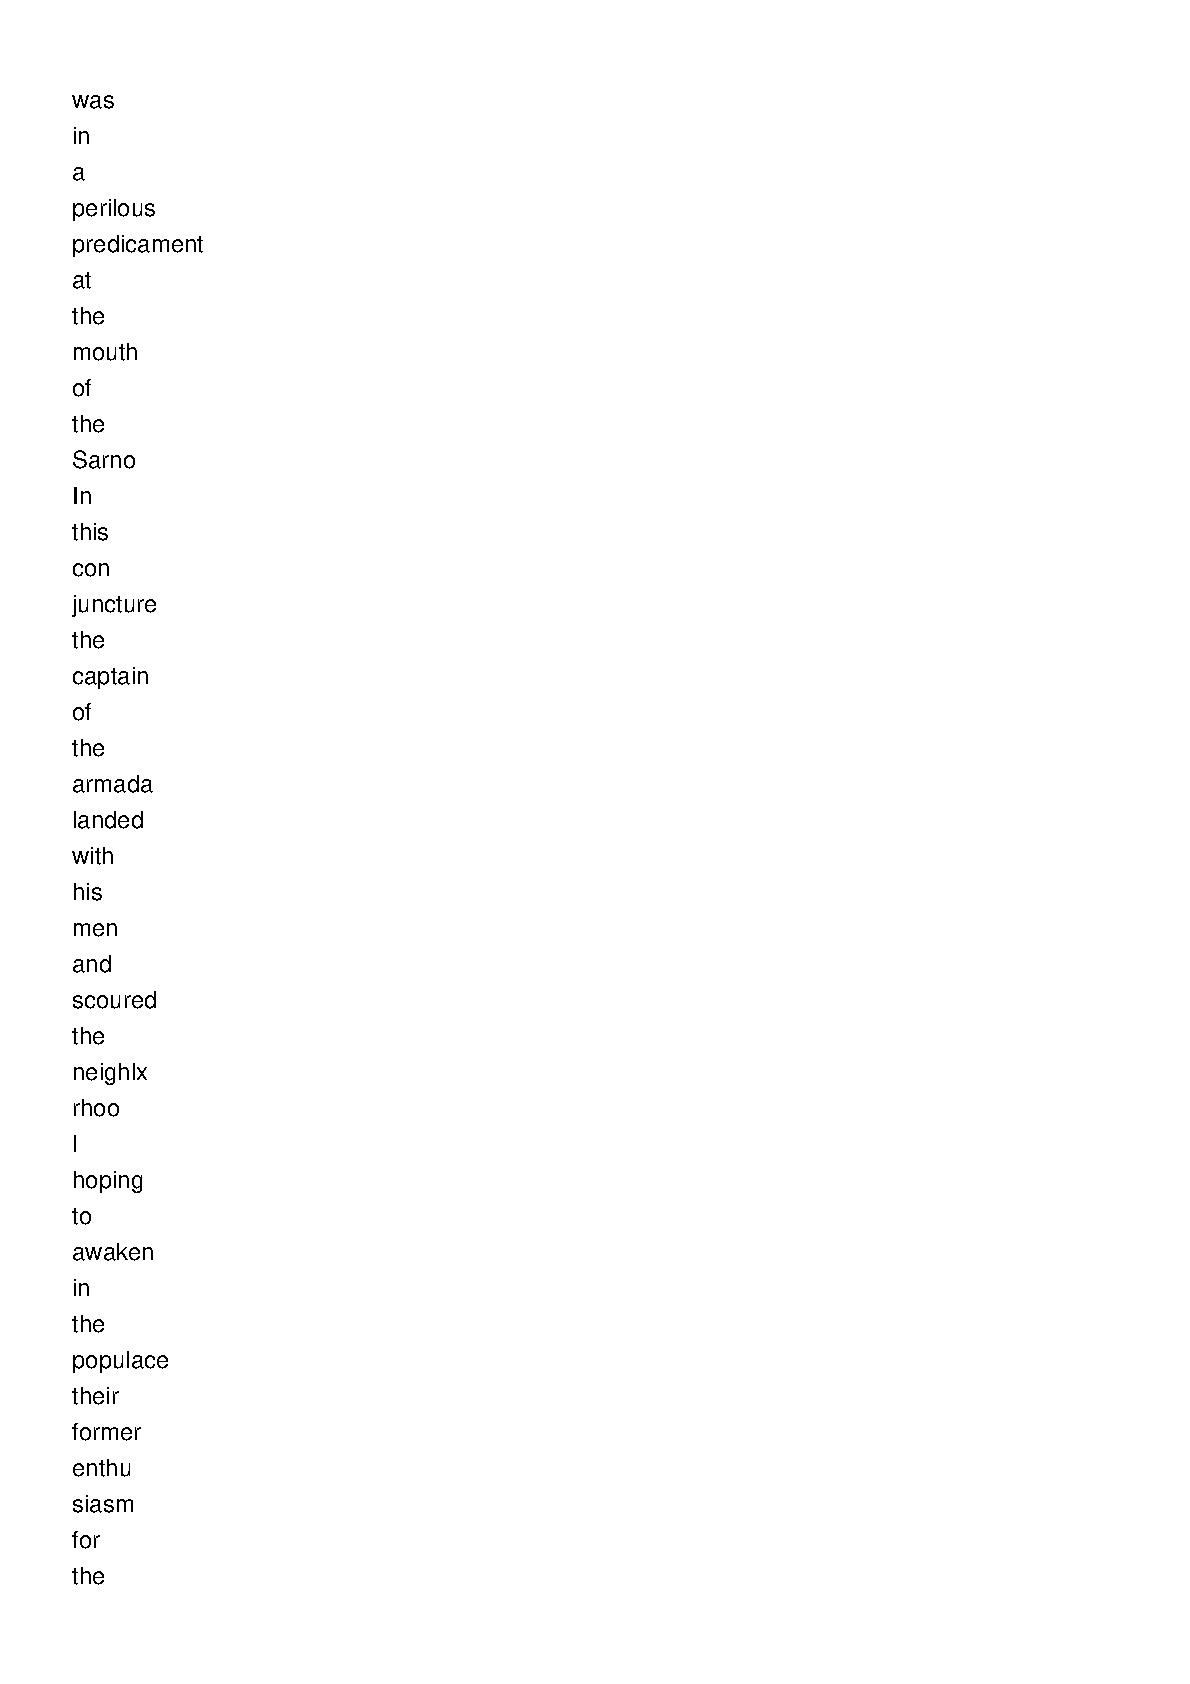 was
in
a
perilous
predicament
at
the
mouth
of
the
Sarno
In
this
con
juncture
the
captain
of
the
armada
landed
with
his
men
and
scoured
the
neighlx
rhoo
l
hoping
to
awaken
in
the
populace
their
former
enthu
siasm
for
the